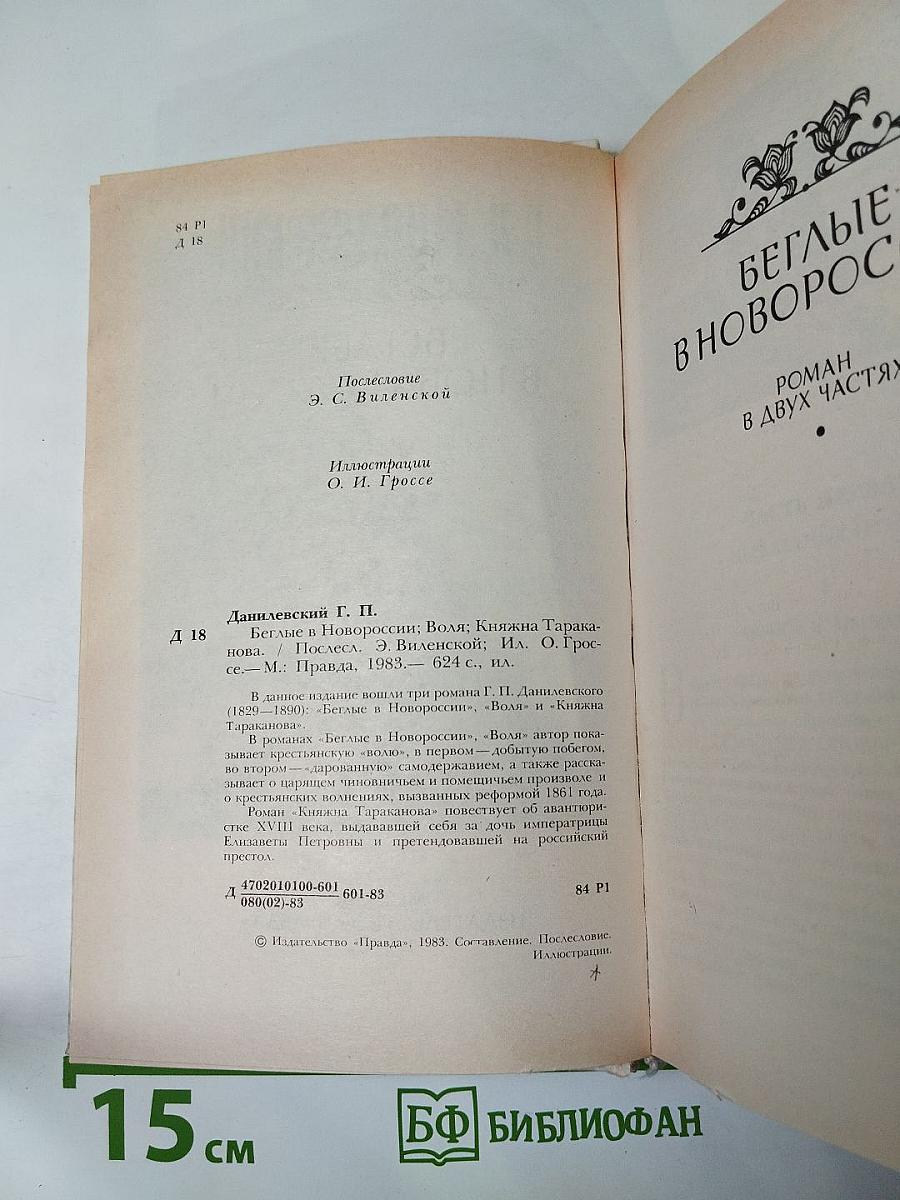 84 Р1
Д 18
Послесловие
Э. С. Виленской
Иллюстрации
О. И. Гроссе
Данилевский Г. П.
Д 18 Беглые в Новороссии; Воля; Княжна Тарака-
нова. / Послесл. Э. Виленской; Ил. О. Грос-
се.— М.: Правда, 1983.— 624 с., ил.
В данное издание вошли три романа Г. П. Данилевского
(1829—1890): «Беглые в Новороссии», «Воля» и «Княжна
Тараканова».
В романах «Беглые в Новороссии», «Воля» автор пока-
зывает крестьянскую «волю», в первом — добытую побегом,
во втором — «дарованную» самодержавием, а также расска-
зывает о царящем чиновничьем и помещичьем произволе и
о крестьянских волнениях, вызванных реформой 1861 года.
Роман «Княжна Тараканова» повествует об авантюри-
стке XVIII века, выдававшей себя за дочь императрицы
Елизаветы Петровны и претендовавшей на российский
престол.
Д 4702010100-601 601-83 84 Р1
080(02)-83
© Издательство «Правда», 1983. Составление. Послесловие.
Иллюстрации.
БЕГЛЫЕ
В НОВОРОС
РОМАН
В ДВУХ ЧАСТЯХ
15 см
БФ БИБЛИОФАН